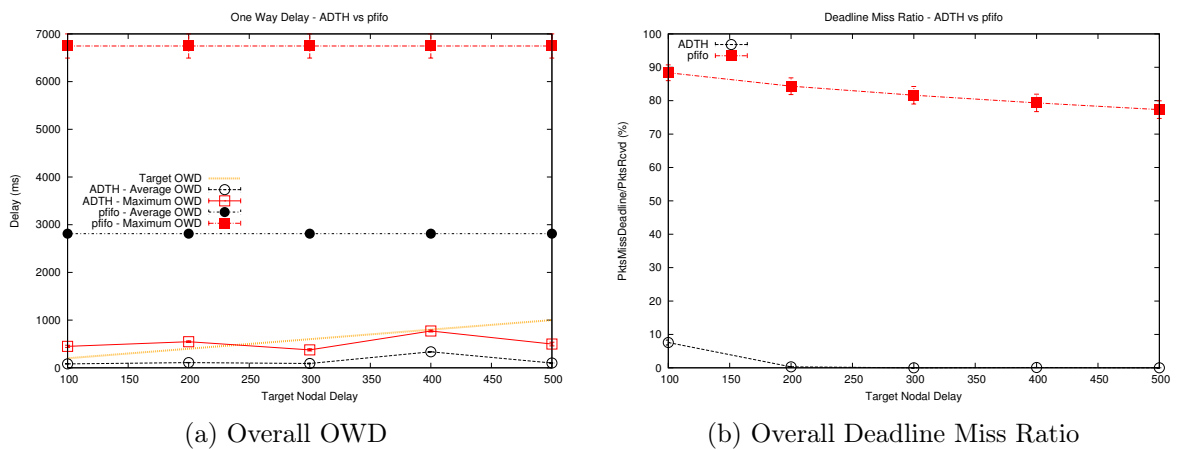 One Way Delay - ADTH vs pfifo
7000
6000
5000
4000
3000
2000
1000
0
Delay (ms)
Target OWD
ADTH - Average OWD
ADTH - Maximum OWD
pfifo - Average OWD
pfifo - Maximum OWD
100 150 200 250 300 350 400 450 500
Target Nodal Delay
(a) Overall OWD
Deadline Miss Ratio - ADTH vs pfifo
100
90
80
70
60
50
40
30
20
10
0
PktsMissDeadline/PktsRcvd (%)
ADTH
pfifo
100 150 200 250 300 350 400 450 500
Target Nodal Delay
(b) Overall Deadline Miss Ratio